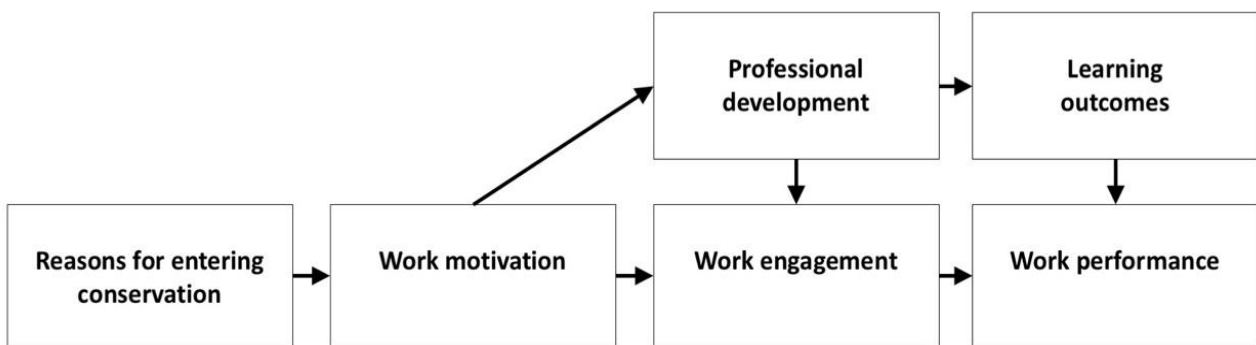 Professional
development
Learning
outcomes
Reasons for entering
conservation
Work motivation
Work engagement
Work performance